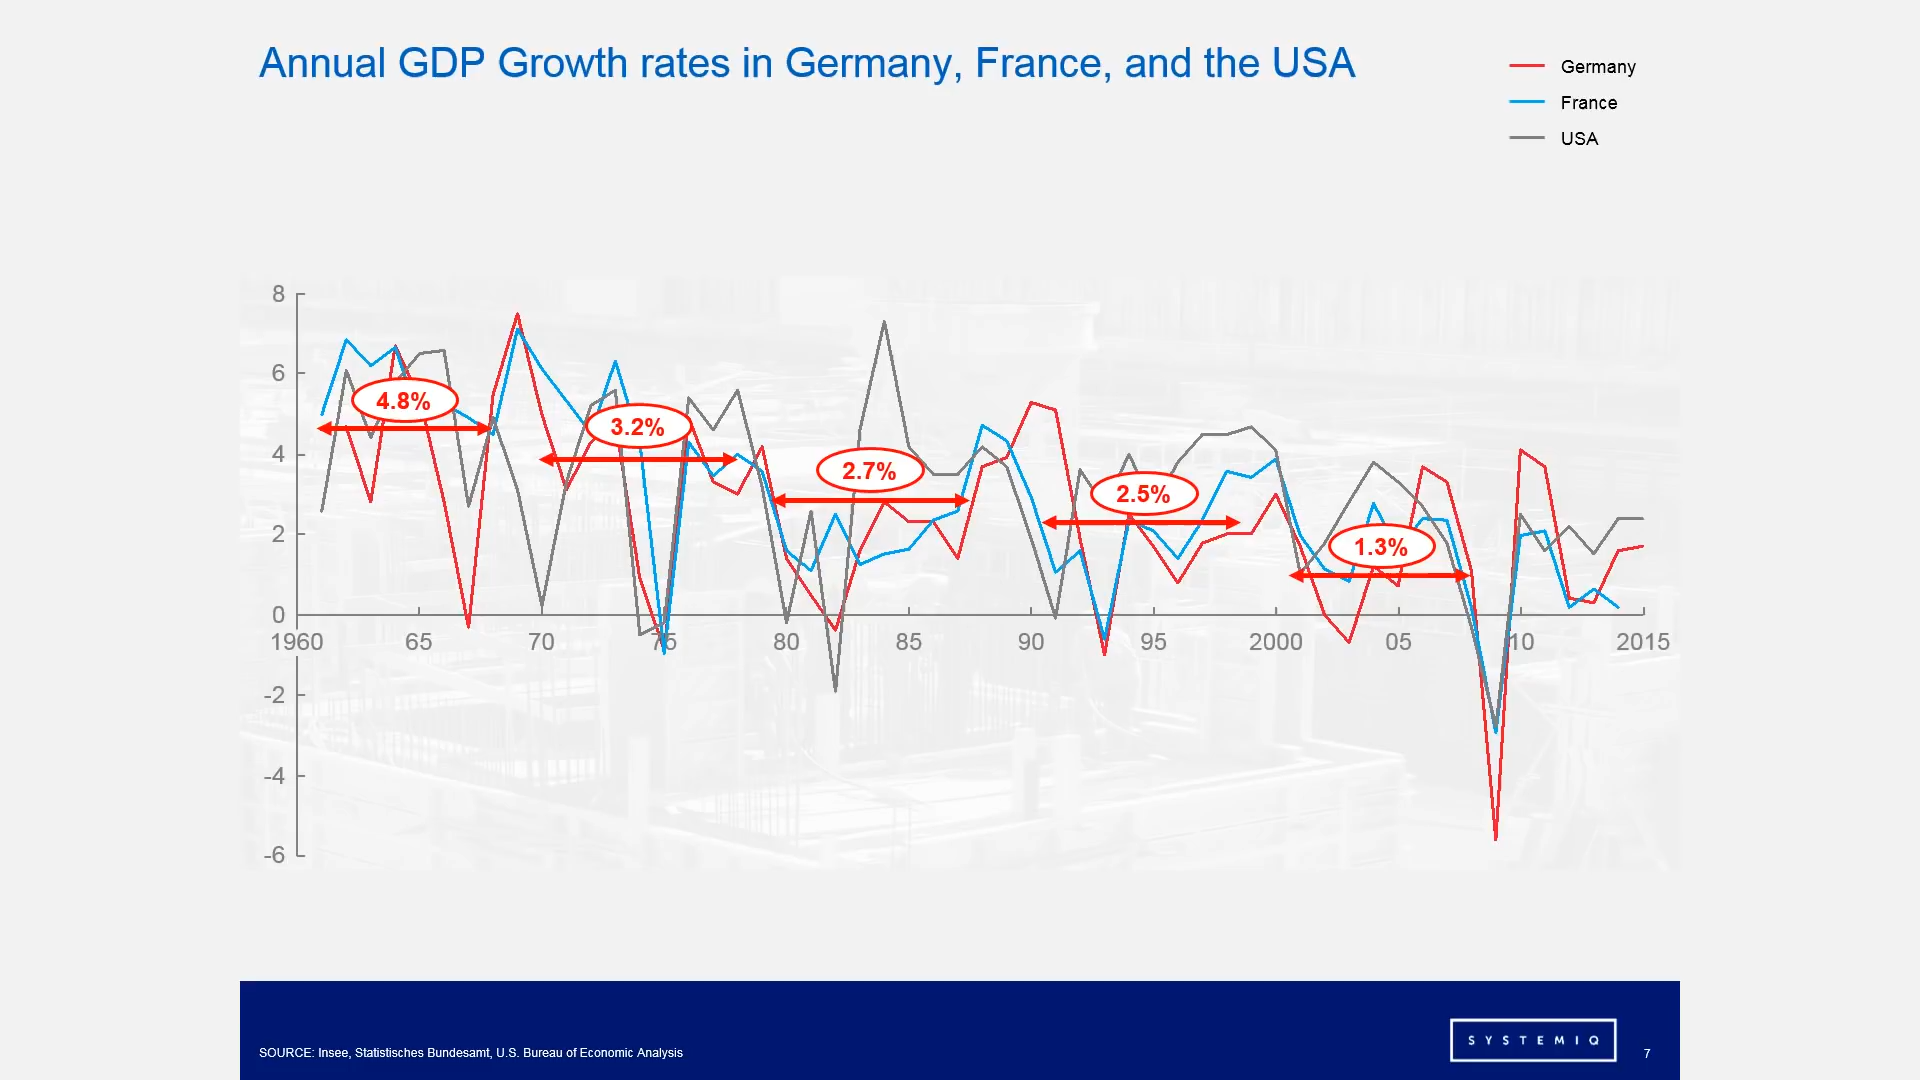 Annual GDP Growth rates in Germany, France, and the USA
Germany
France
USA
8
6
4
2
0
-2
-4
-6
4.8%
3.2%
2.7%
2.5%
1.3%
1960 65 70 75 80 85 90 95 2000 05 10 2015
SOURCE: Insee, Statistisches Bundesamt, U.S. Bureau of Economic Analysis
SYSTEMIQ
7